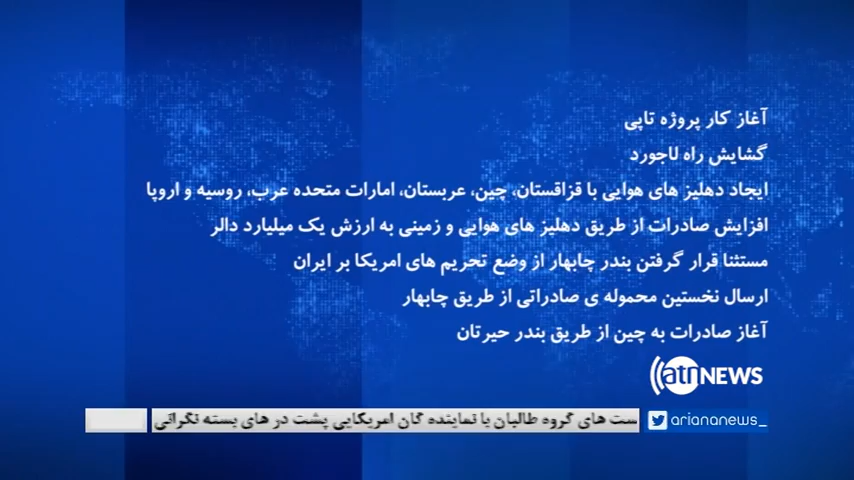 آغاز کار پروژه تاپی
گشایش راه لاجورد
ایجاد دهلیز های هوایی با قزاقستان، چین، عربستان، امارات متحده عرب، روسیه و اروپا
افزایش صادرات از طریق دهلیز های هوایی و زمینی به ارزش یک میلیارد دالر
مستثنا قرار گرفتن بندر چابهار از وضع تحریم های امریکا بر ایران
ارسال نخستین محموله ی صادراتی از طریق چابهار
آغاز صادرات به چین از طریق بندر حیرتان
atn NEWS
ست های گروه طالبان با نماینده گان امریکایی پشت در های بسته نگرانی
ariananews_